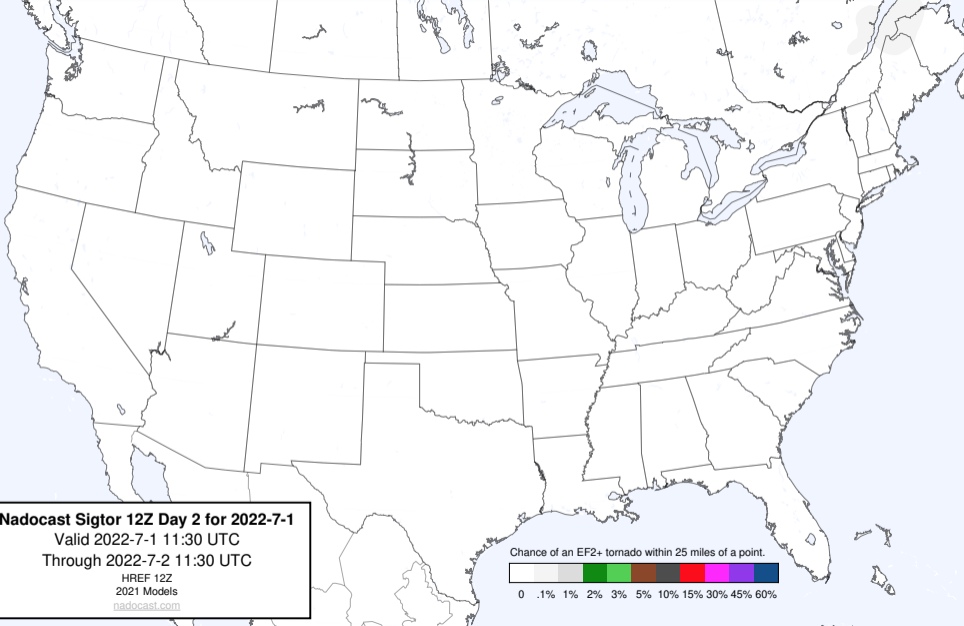 Nadocast Sigtor 12Z Day 2 for 2022-7-1
Valid 2022-7-1 11:30 UTC
Through 2022-7-2 11:30 UTC
HREF 12Z
2021 Models
nadocast.com
Chance of an EF2+ tornado within 25 miles of a point.
0 .1% 1% 2% 3% 5% 10% 15% 30% 45% 60%